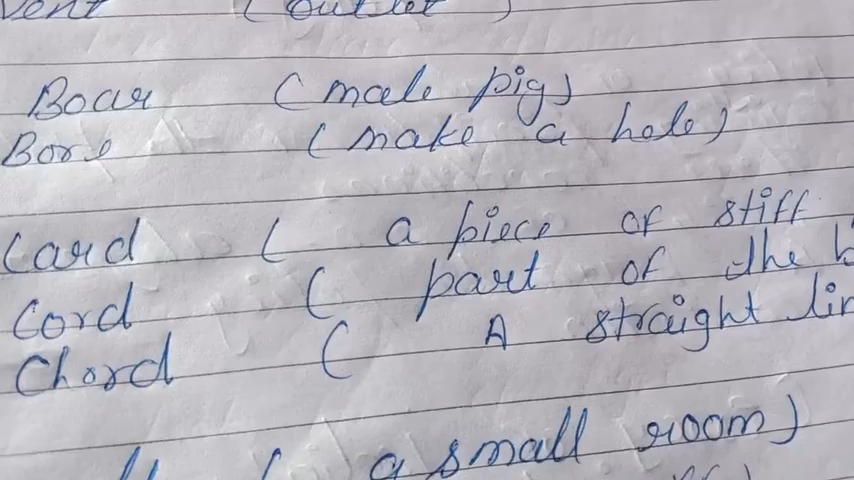 vent (outlet)
Boar (male pig)
Bore (make a hole)
Card ( a piece of stiff
Cord ( part of the
Chord ( A straight
( a small room)